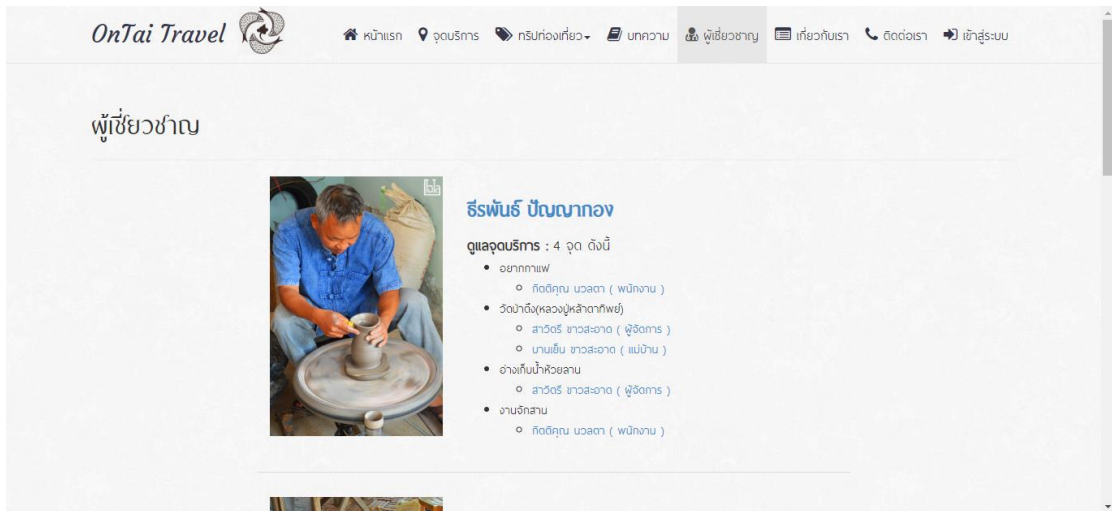 OnTai Travel
หน้าแรก จุดบริการ ทริปท่องเที่ยว บทความ ผู้เชี่ยวชาญ เกี่ยวกับเรา ติดต่อเรา เข้าสู่ระบบ
ผู้เชี่ยวชาญ
ธีรพันธ์ ปัญญากอง
ดูแลจุดบริการ : 4 จุด ดังนี้
อยากกาแฟ
กิตติคุณ นวลตา ( พนักงาน )
วัดป่าตึง(หลวงปู่หล้าตาทิพย์)
สาวิตรี ขาวสะอาด ( ผู้จัดการ )
บานเย็น ขาวสะอาด ( แม่บ้าน )
อ่างเก็บน้ำห้วยลาน
สาวิตรี ขาวสะอาด ( ผู้จัดการ )
งานจักสาน
กิตติคุณ นวลตา ( พนักงาน )